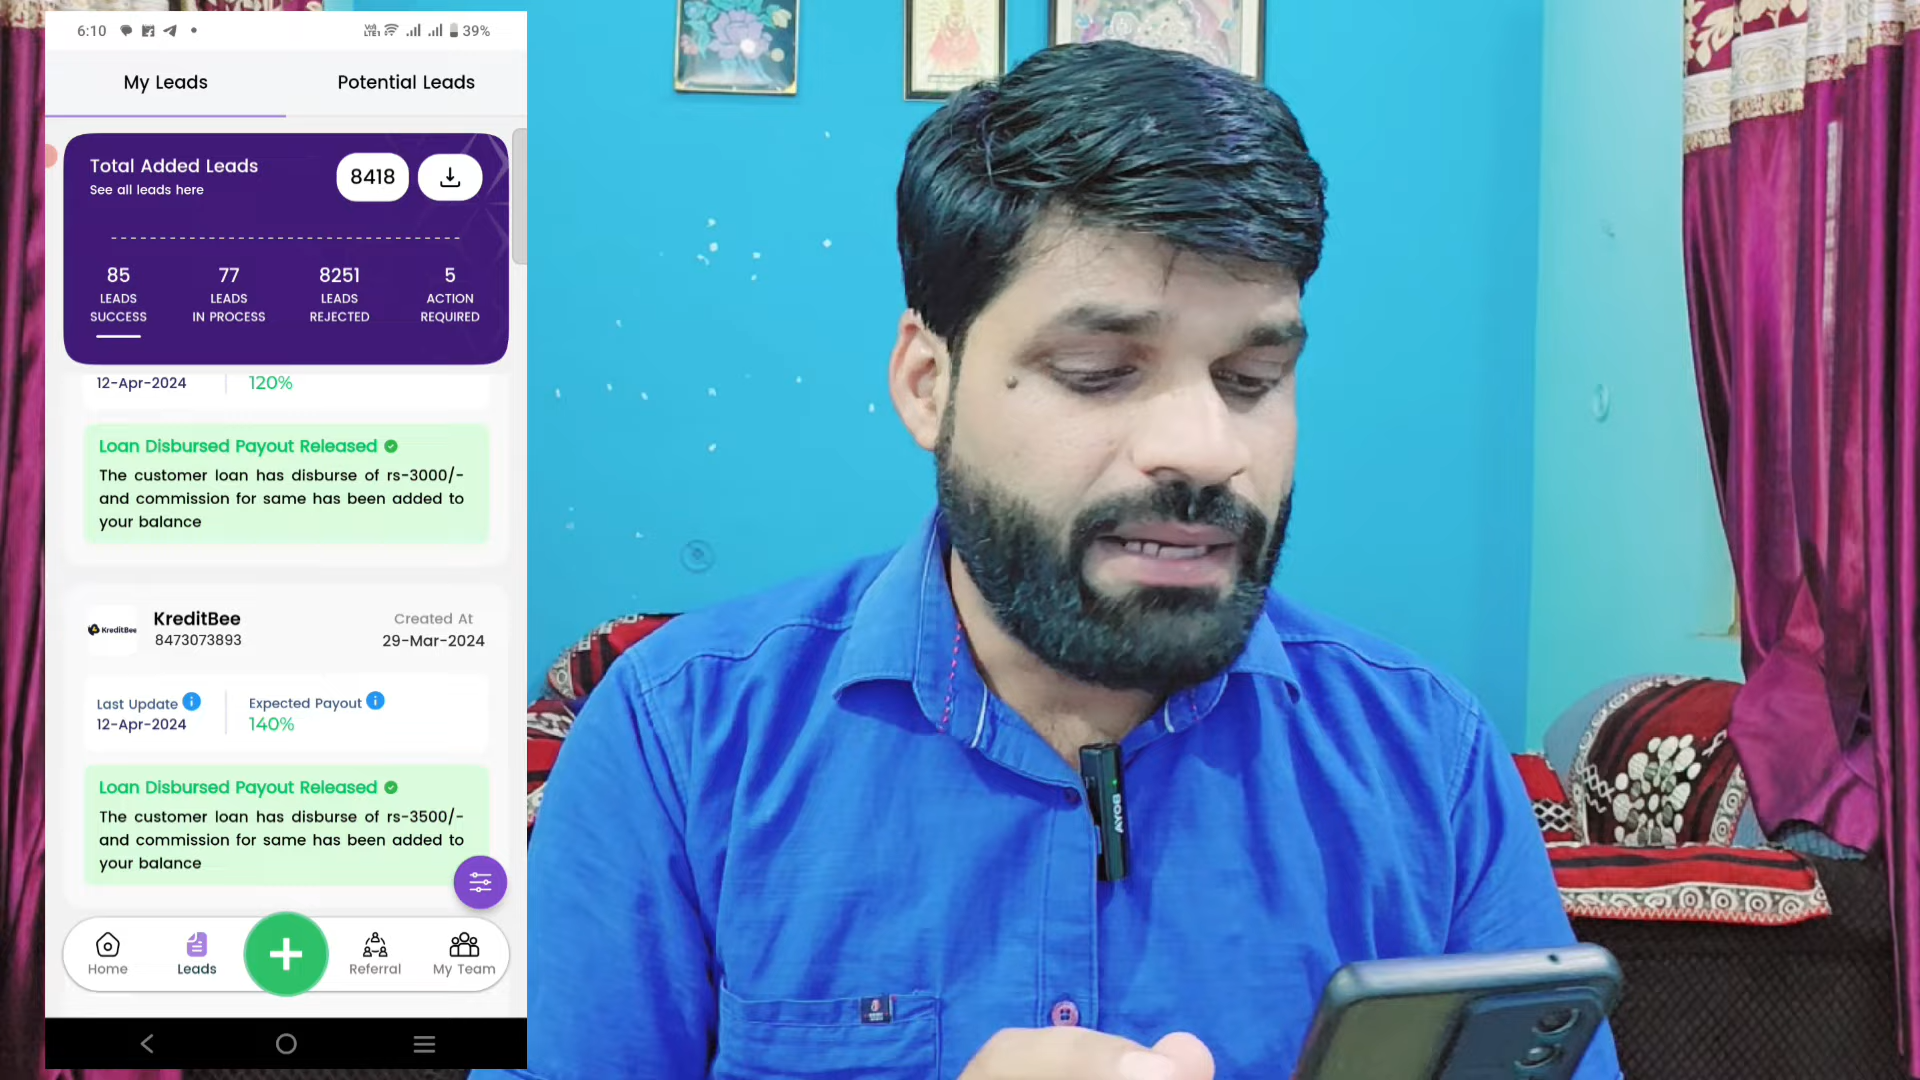 6:10
39%
My Leads
Potential Leads
Total Added Leads
See all leads here
8418
85
LEADS
SUCCESS
77
LEADS
IN PROCESS
8251
LEADS
REJECTED
5
ACTION
REQUIRED
12-Apr-2024
120%
Loan Disbursed Payout Released
The customer loan has disburse of rs-3000/-
and commission for same has been added to
your balance
KreditBee
KreditBee
8473073893
Created At
29-Mar-2024
Last Update
12-Apr-2024
Expected Payout
140%
Loan Disbursed Payout Released
The customer loan has disburse of rs-3500/-
and commission for same has been added to
your balance
Home
Leads
Referral
My Team
BOYA